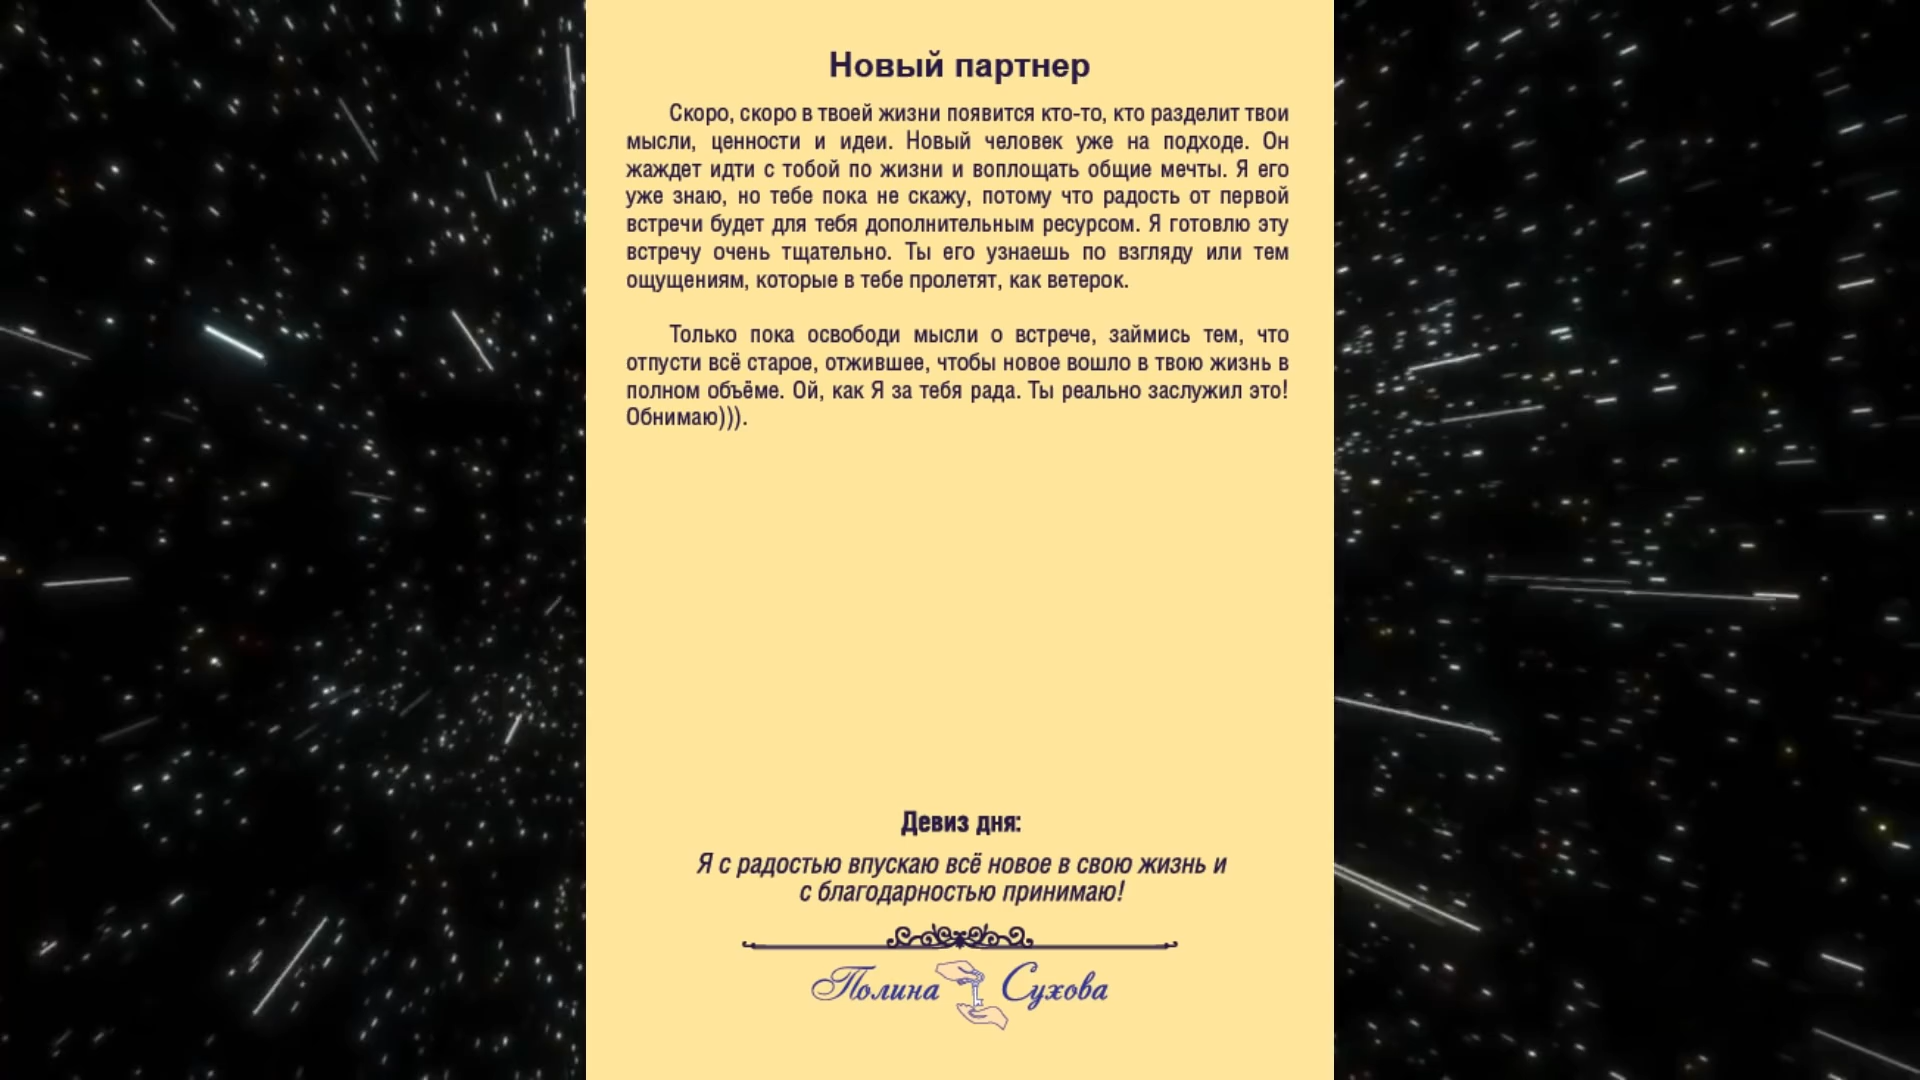 Новый партнер
Скоро, скоро в твоей жизни появится кто-то, кто разделит твои
мысли, ценности и идеи. Новый человек уже на подходе. Он
жаждет идти с тобой по жизни и воплощать общие мечты. Я его
уже знаю, но тебе пока не скажу, потому что радость от первой
встречи будет для тебя дополнительным ресурсом. Я готовлю эту
встречу очень тщательно. Ты его узнаешь по взгляду или тем
ощущениям, которые в тебе пролетят, как ветерок.
Только пока освободи мысли о встрече, займись тем, что
отпусти всё старое, отжившее, чтобы новое вошло в твою жизнь в
полном объёме. Ой, как Я за тебя рада. Ты реально заслужил это!
Обнимаю))).
Девиз дня:
Я с радостью впускаю всё новое в свою жизнь и
с благодарностью принимаю!
Полина Сухова